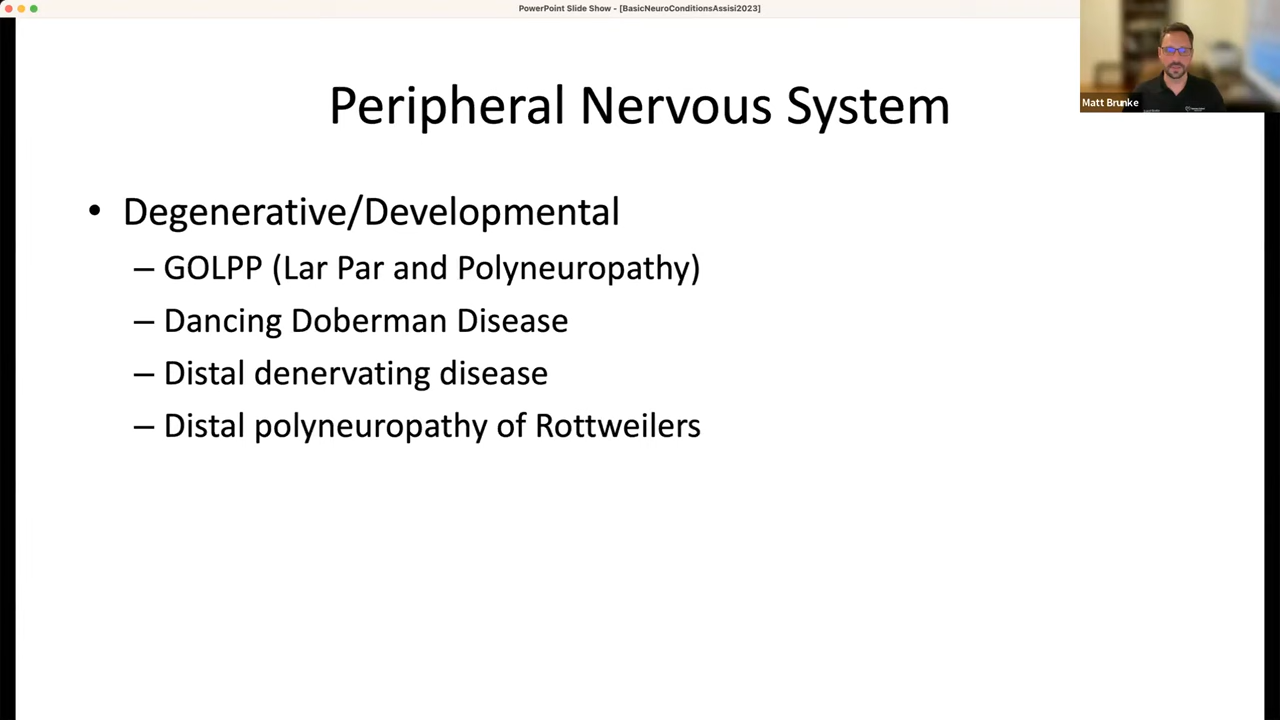 PowerPoint Slide Show - [BasicNeuroConditionsAssisi2023]
Matt Brunke
Peripheral Nervous System
• Degenerative/Developmental
– GOLPP (Lar Par and Polyneuropathy)
– Dancing Doberman Disease
– Distal denervating disease
– Distal polyneuropathy of Rottweilers